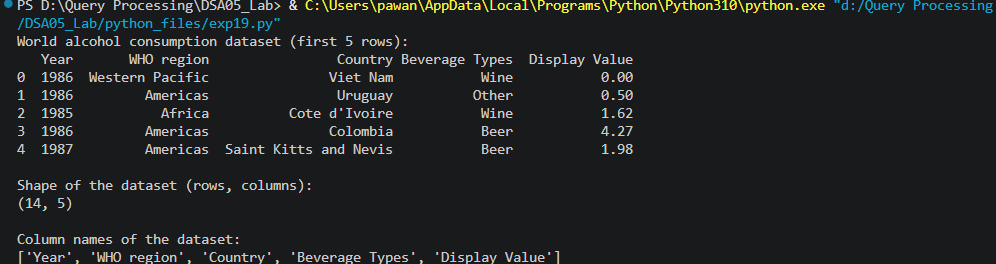 PS D:\Query Processing\DSA05_Lab> & C:\Users\pawan\AppData\Local\Programs\Python\Python310\python.exe "d:/Query Processing
/DSA05_Lab/python_files/exp19.py"
World alcohol consumption dataset (first 5 rows):
   Year       WHO region                Country Beverage Types  Display Value
0  1986  Western Pacific               Viet Nam           Wine           0.00
1  1986         Americas                Uruguay          Other           0.50
2  1985           Africa          Cote d'Ivoire           Wine           1.62
3  1986         Americas               Colombia           Beer           4.27
4  1987         Americas  Saint Kitts and Nevis           Beer           1.98
Shape of the dataset (rows, columns):
(14, 5)
Column names of the dataset:
['Year', 'WHO region', 'Country', 'Beverage Types', 'Display Value']